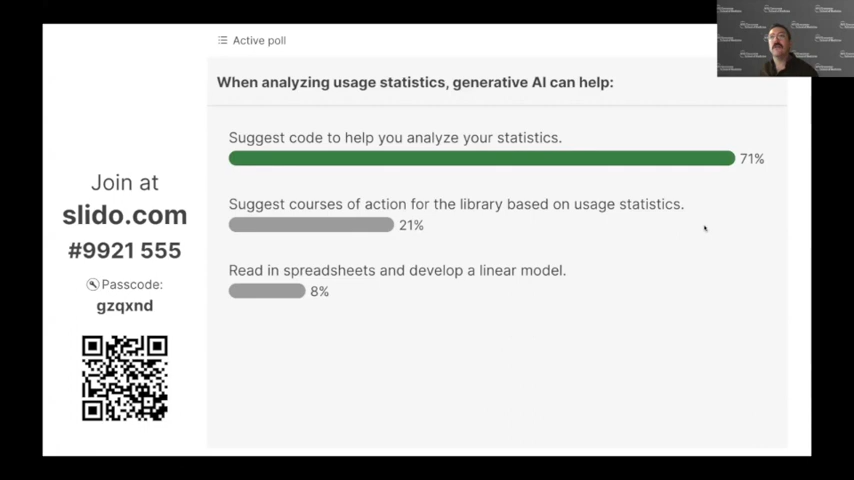 Active poll
When analyzing usage statistics, generative AI can help:
Suggest code to help you analyze your statistics.
71%
Suggest courses of action for the library based on usage statistics.
21%
Read in spreadsheets and develop a linear model.
8%
Join at
slido.com
#9921 555
Passcode:
gzqxnd